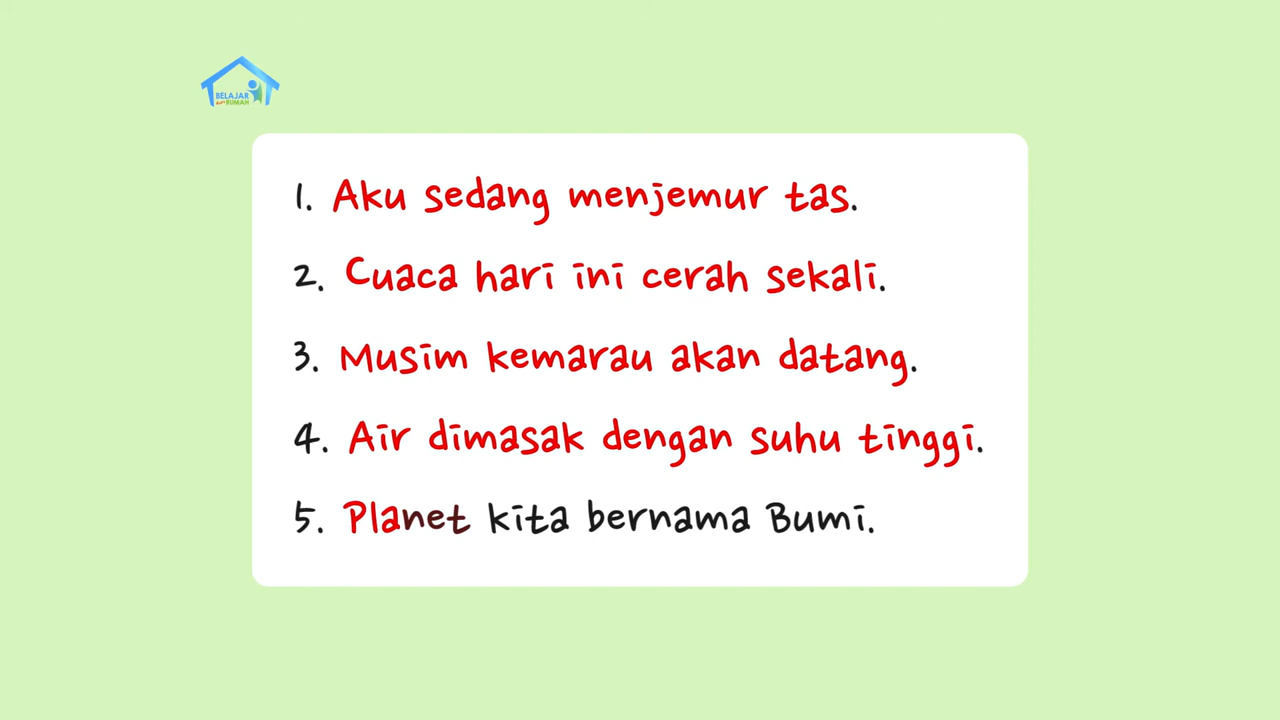 BELAJAR
dari RUMAH
1. Aku sedang menjemur tas.
2. Cuaca hari ini cerah sekali.
3. Musim kemarau akan datang.
4. Air dimasak dengan suhu tinggi.
5. Planet kita bernama Bumi.